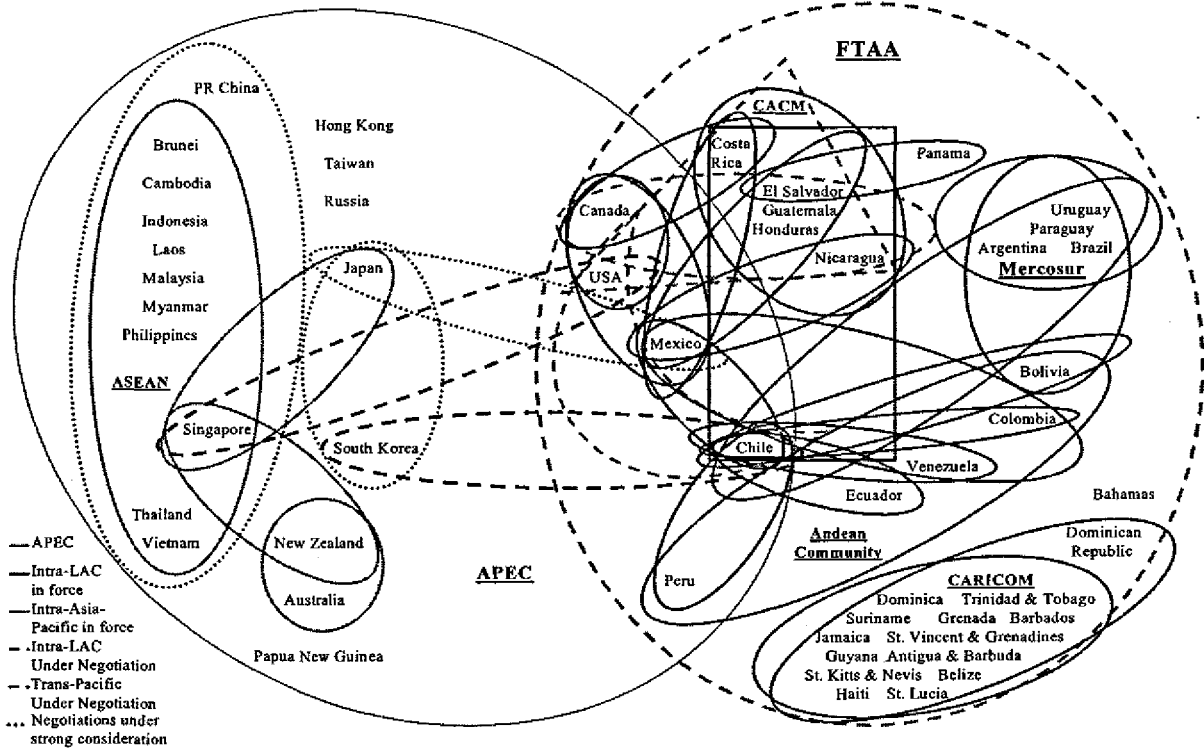 FTAA
PR China
CACM
Hong Kong
Brunei
Costa
Rica
Panama
Taiwan
Cambodia
El Salvador
Russia
Canada
Guatemala
Uruguay
Indonesia
Honduras
Paraguay
Laos
Argentina Brazil
Japan
Nicaragua
Mercosur
Malaysia
USA
Myanmar
Philippines
Mexico
Bolivia
ASEAN
Colombia
Singapore
South Korea
Chile
Venezuela
Ecuador
Bahamas
Thailand
Andean
Community
Dominican
Republic
Vietnam
New Zealand
APEC
Peru
CARICOM
Australia
Dominica Trinidad & Tobago
Suriname Grenada Barbados
Jamaica St. Vincent & Grenadines
Papua New Guinea
Guyana Antigua & Barbuda
St. Kitts & Nevis Belize
Haiti St. Lucia
APEC
Intra-LAC
in force
Intra-Asia-
Pacific in force
Intra-LAC
Under Negotiation
Trans-Pacific
Under Negotiation
Negotiations under
strong consideration